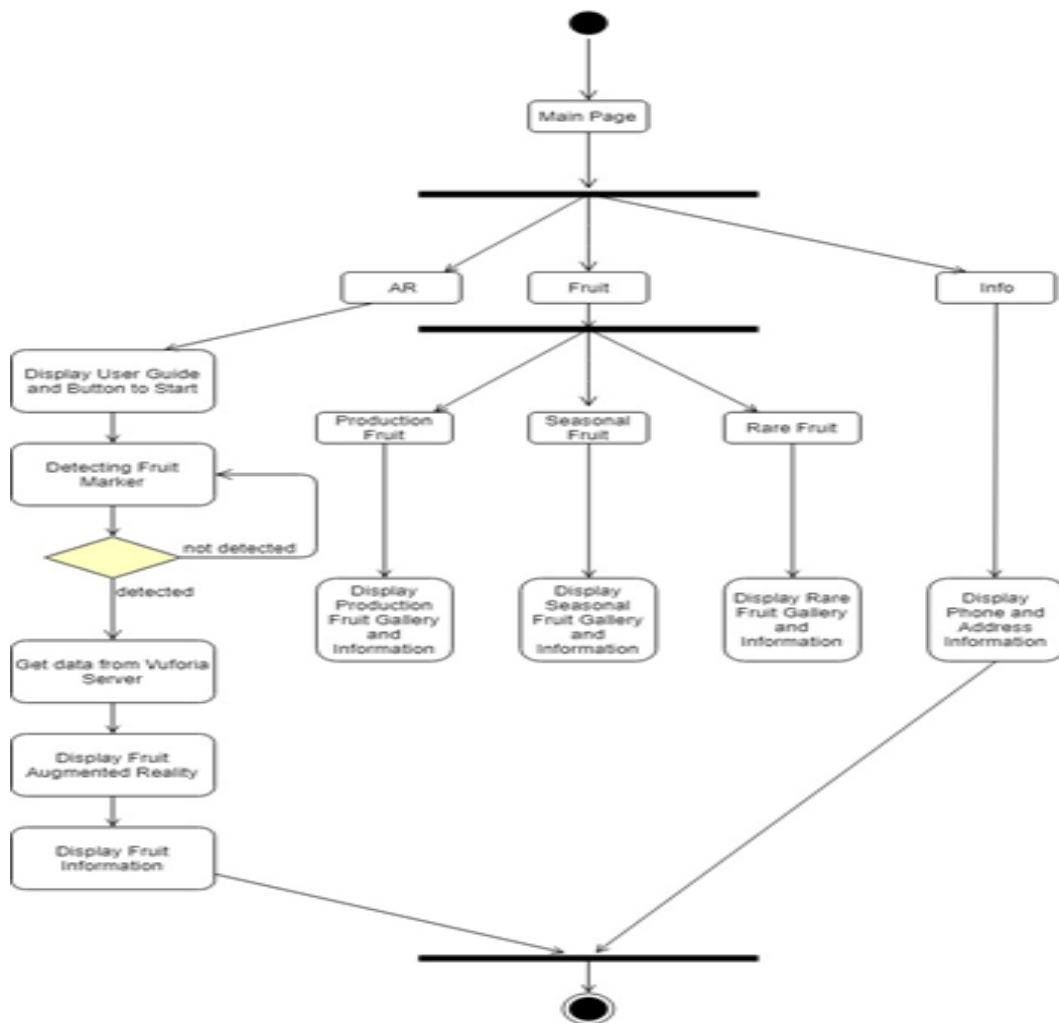 Main Page
AR
Fruit
Info
Display User Guide
and Button to Start
Production
Fruit
Seasonal
Fruit
Rare Fruit
Detecting Fruit
Marker
not detected
detected
Display
Production
Fruit Gallery
and
Information
Display
Seasonal
Fruit Gallery
and
Information
Display Rare
Fruit Gallery
and
Information
Display
Phone and
Address
Information
Get data from Vuforia
Server
Display Fruit
Augmented Reality
Display Fruit
Information